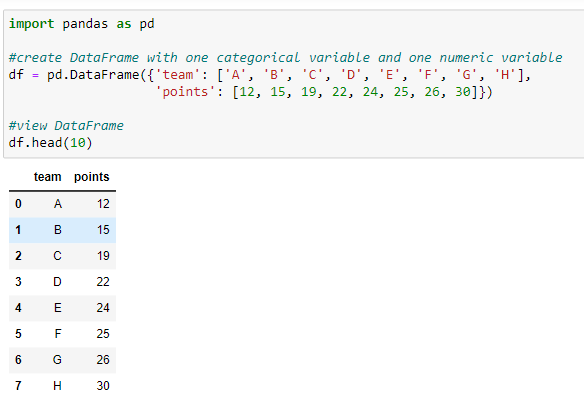 import pandas as pd
#create DataFrame with one categorical variable and one numeric variable
df = pd.DataFrame({'team': ['A', 'B', 'C', 'D', 'E', 'F', 'G', 'H'],
'points': [12, 15, 19, 22, 24, 25, 26, 30]})
#view DataFrame
df.head(10)
team points
0 A 12
1 B 15
2 C 19
3 D 22
4 E 24
5 F 25
6 G 26
7 H 30